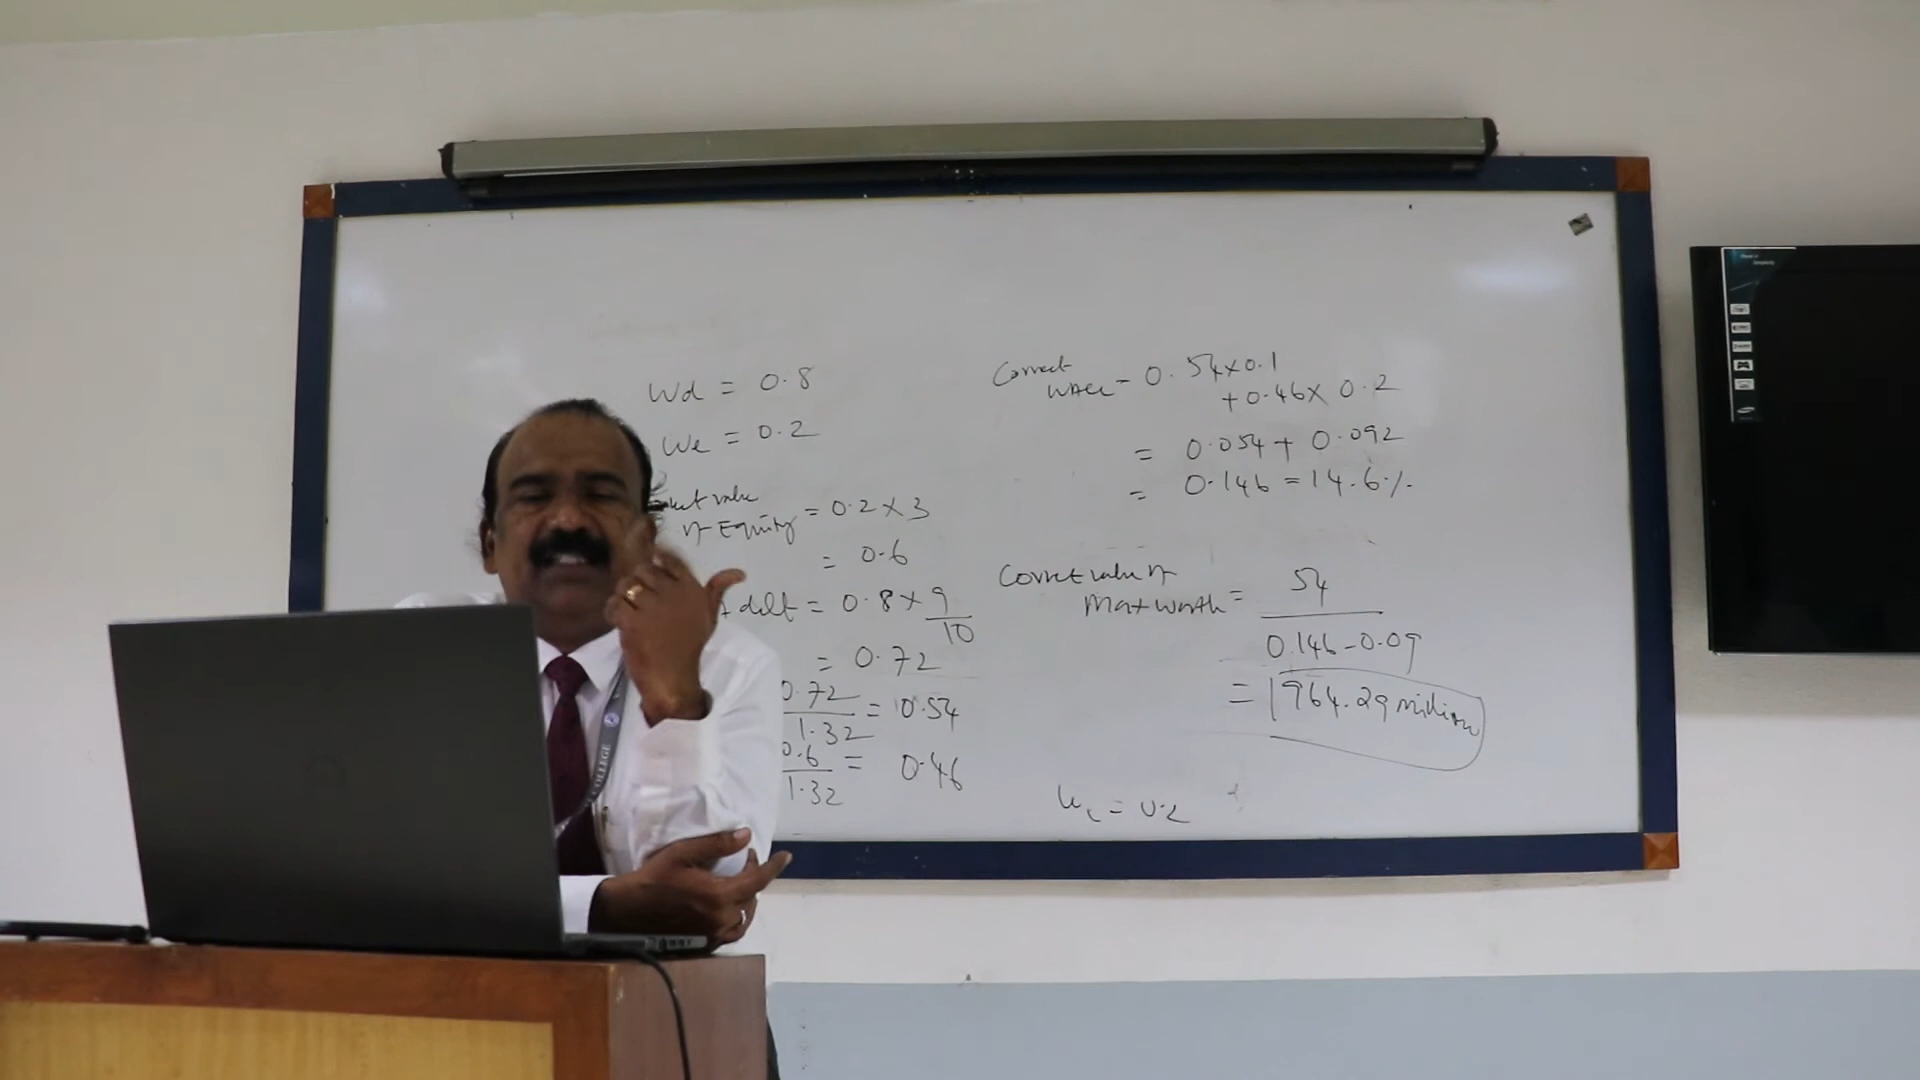 Wd = 0.8
We = 0.2
value
of Equity = 0.2 × 3
= 0.6
debt = 0.8 × 9/10
= 0.72
0.72/1.32 = 0.54
0.6/1.32 = 0.46
Correct
WACC = 0.54 × 0.1
+ 0.46 × 0.2
= 0.054 + 0.092
= 0.146 = 14.6%
Correct value of
Maxworth = 54/0.146-0.09
= 1964.29 million
= 0.2
COLLEGE